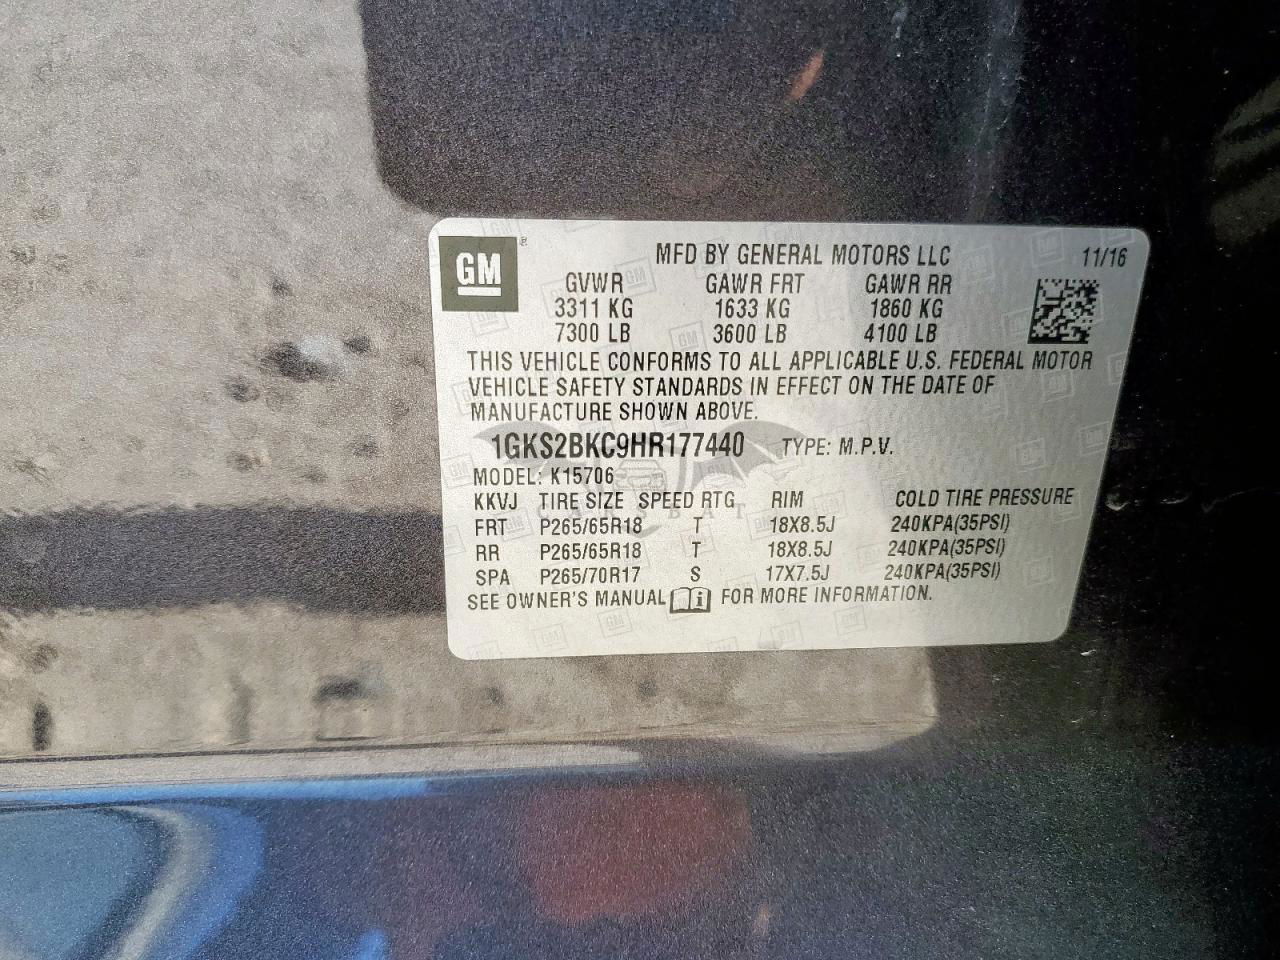 GM
MFD BY GENERAL MOTORS LLC 11/16
GVWR GAWR FRT GAWR RR
3311 KG 1633 KG 1860 KG
7300 LB 3600 LB 4100 LB
THIS VEHICLE CONFORMS TO ALL APPLICABLE U.S. FEDERAL MOTOR
VEHICLE SAFETY STANDARDS IN EFFECT ON THE DATE OF
MANUFACTURE SHOWN ABOVE.
1GKS2BKC9HR177440 TYPE: M.P.V.
MODEL: K15706
KKVJ TIRE SIZE SPEED RTG RIM COLD TIRE PRESSURE
FRT P265/65R18 T 18X8.5J 240KPA(35PSI)
RR P265/65R18 T 18X8.5J 240KPA(35PSI)
SPA P265/70R17 S 17X7.5J 240KPA(35PSI)
SEE OWNER'S MANUAL FOR MORE INFORMATION.